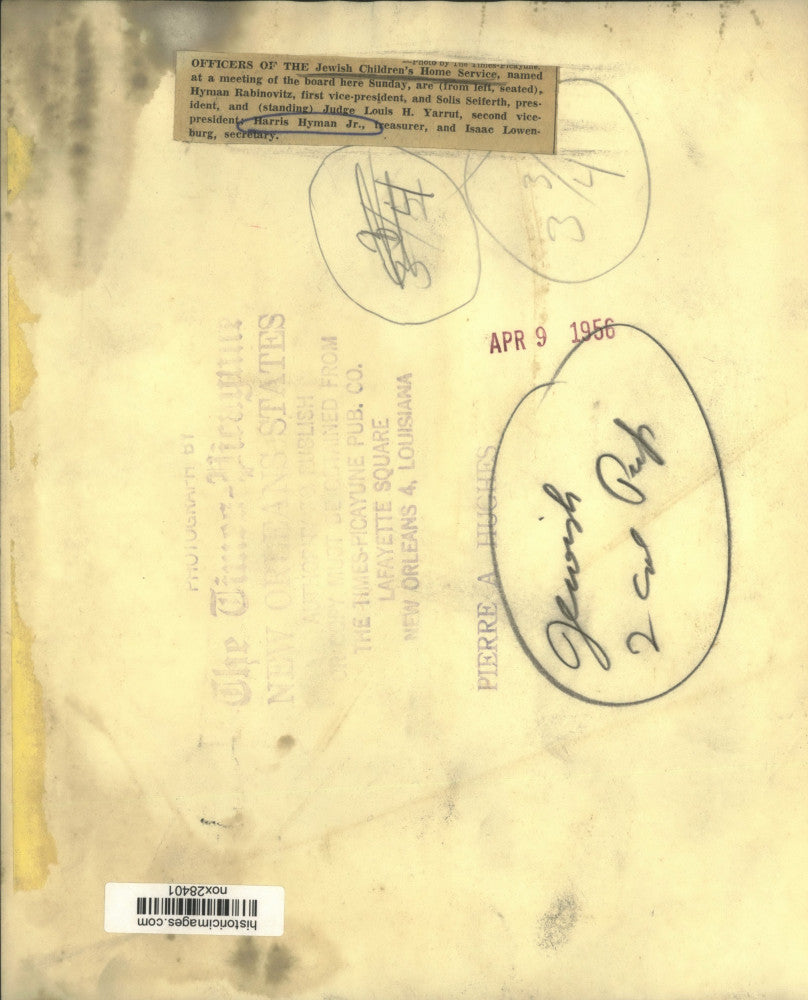 —Photo by The Times-Picayune.
OFFICERS OF THE Jewish Children's Home Service, named
at a meeting of the board here Sunday, are (from left, seated),
Hyman Rabinovitz, first vice-president, and Solis Seiferth, pres-
ident, and (standing) Judge Louis H. Yarrut, second vice-
president, Harris Hyman Jr., treasurer, and Isaac Lowen-
burg, secretary.
3/4
3
3/4
APR 9 1956
PHOTOGRAPH BY
The Times-Picayune
NEW ORLEANS STATES
PUBLISH
OBTAINED FROM
THE TIMES-PICAYUNE PUB. CO.
LAFAYETTE SQUARE
NEW ORLEANS 4, LOUISIANA
PIERRE A. HUGHES
Jewish
2 Col
historicimages.com
nox28401